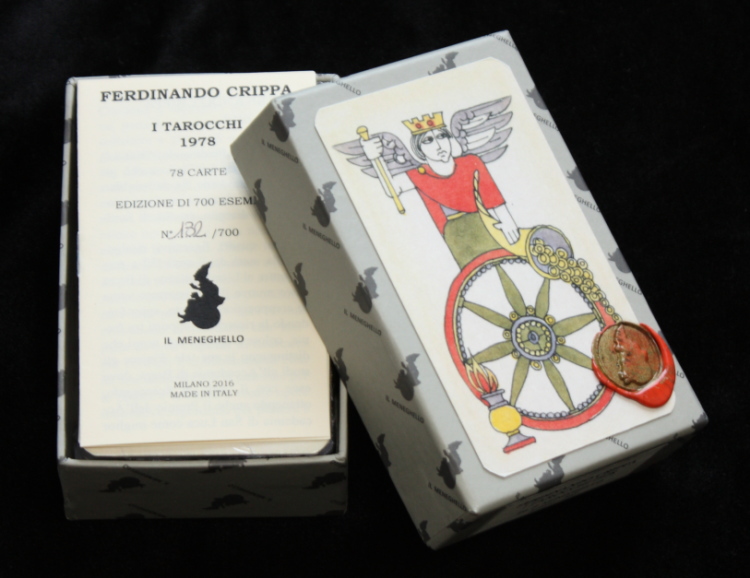 FERDINANDO CRIPPA
I TAROCCHI
1978
78 CARTE
EDIZIONE DI 700 ESEM
No 132 /700
IL MENEGHELLO
MILANO 2016
MADE IN ITALY